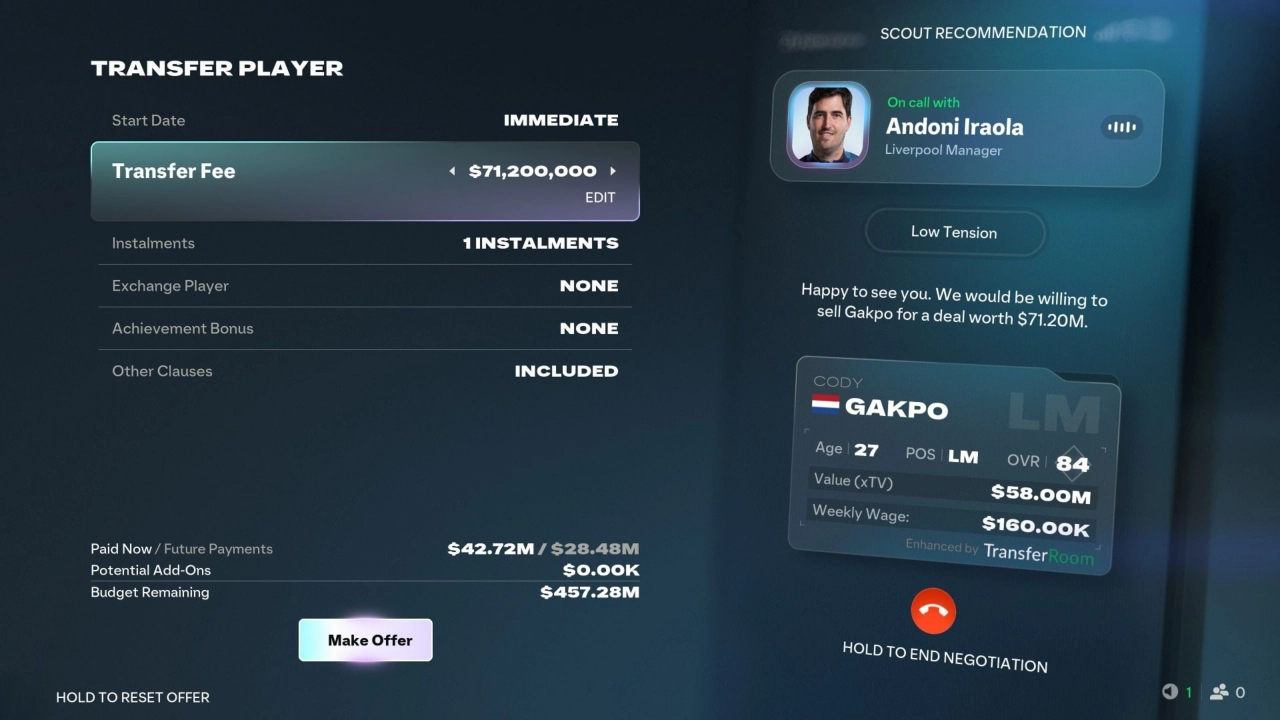 TRANSFER PLAYER
Start Date IMMEDIATE
Transfer Fee $71,200,000
EDIT
Instalments 1 INSTALMENTS
Exchange Player NONE
Achievement Bonus NONE
Other Clauses INCLUDED
Paid Now / Future Payments $42.72M / $28.48M
Potential Add-Ons $0.00K
Budget Remaining $457.28M
Make Offer
HOLD TO RESET OFFER
SCOUT RECOMMENDATION
On call with
Andoni Iraola
Liverpool Manager
Low Tension
Happy to see you. We would be willing to
sell Gakpo for a deal worth $71.20M.
CODY
GAKPO
LM
Age 27 POS LM OVR 84
Value (xTV) $58.00M
Weekly Wage: $160.00K
Enhanced by TransferRoom
HOLD TO END NEGOTIATION
1 0